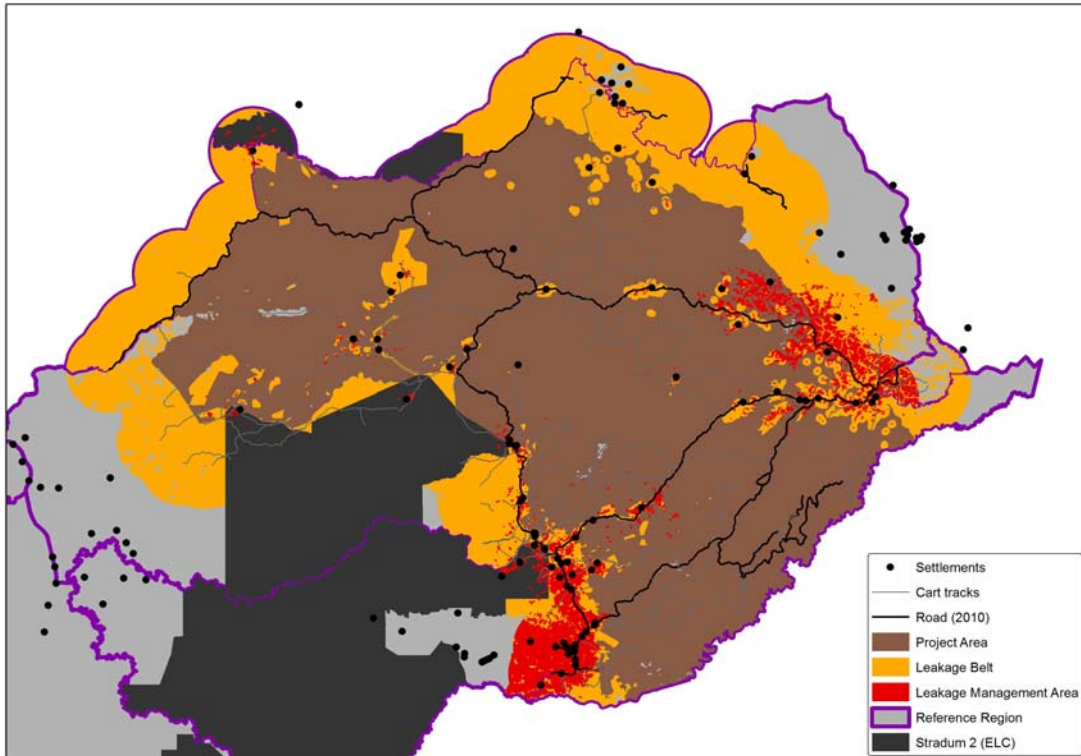 Settlements
Cart tracks
Road (2010)
Project Area
Leakage Belt
Leakage Management Area
Reference Region
Stradum 2 (ELC)